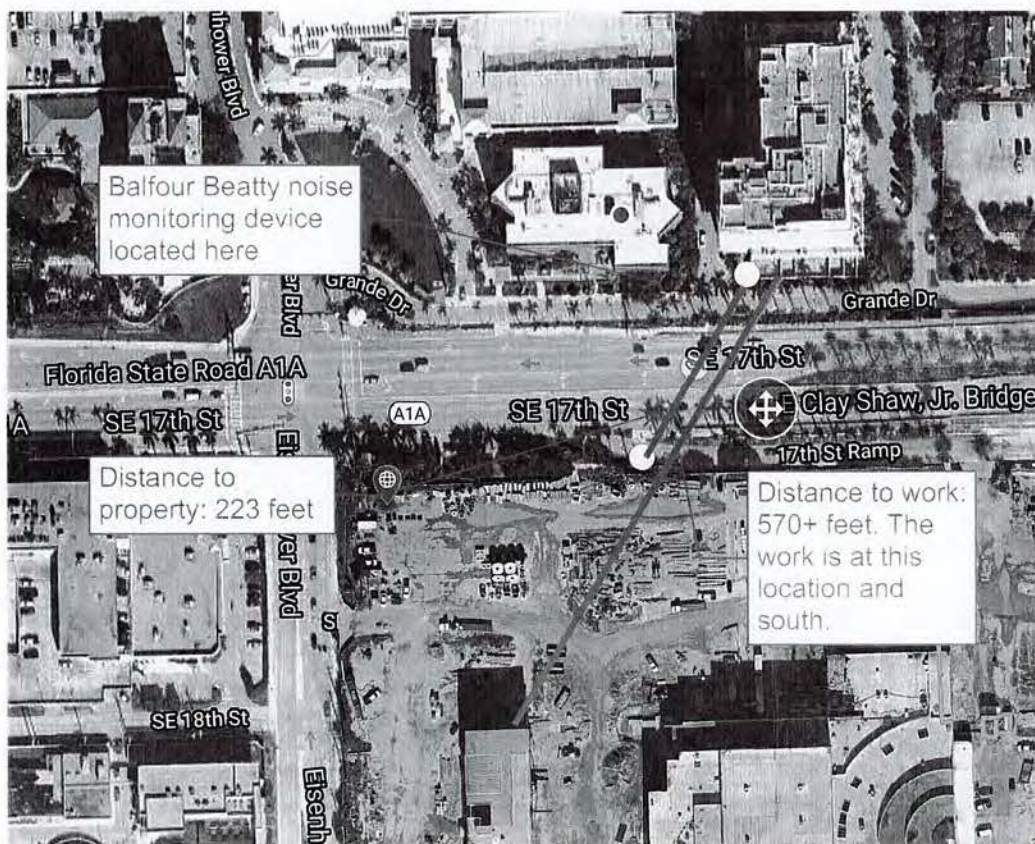 nhower Blvd
Balfour Beatty noise
monitoring device
located here
er Blvd
Grande Dr
Grande Dr
Florida State Road A1A
SE 17th St
SE 17th St
A1A
SE 17th St
E Clay Shaw, Jr. Bridge
A
17th St Ramp
Distance to
property: 223 feet
Distance to work:
570+ feet. The
work is at this
location and
south.
Eis
wer Blvd
S
SE 18th St
Eisenh